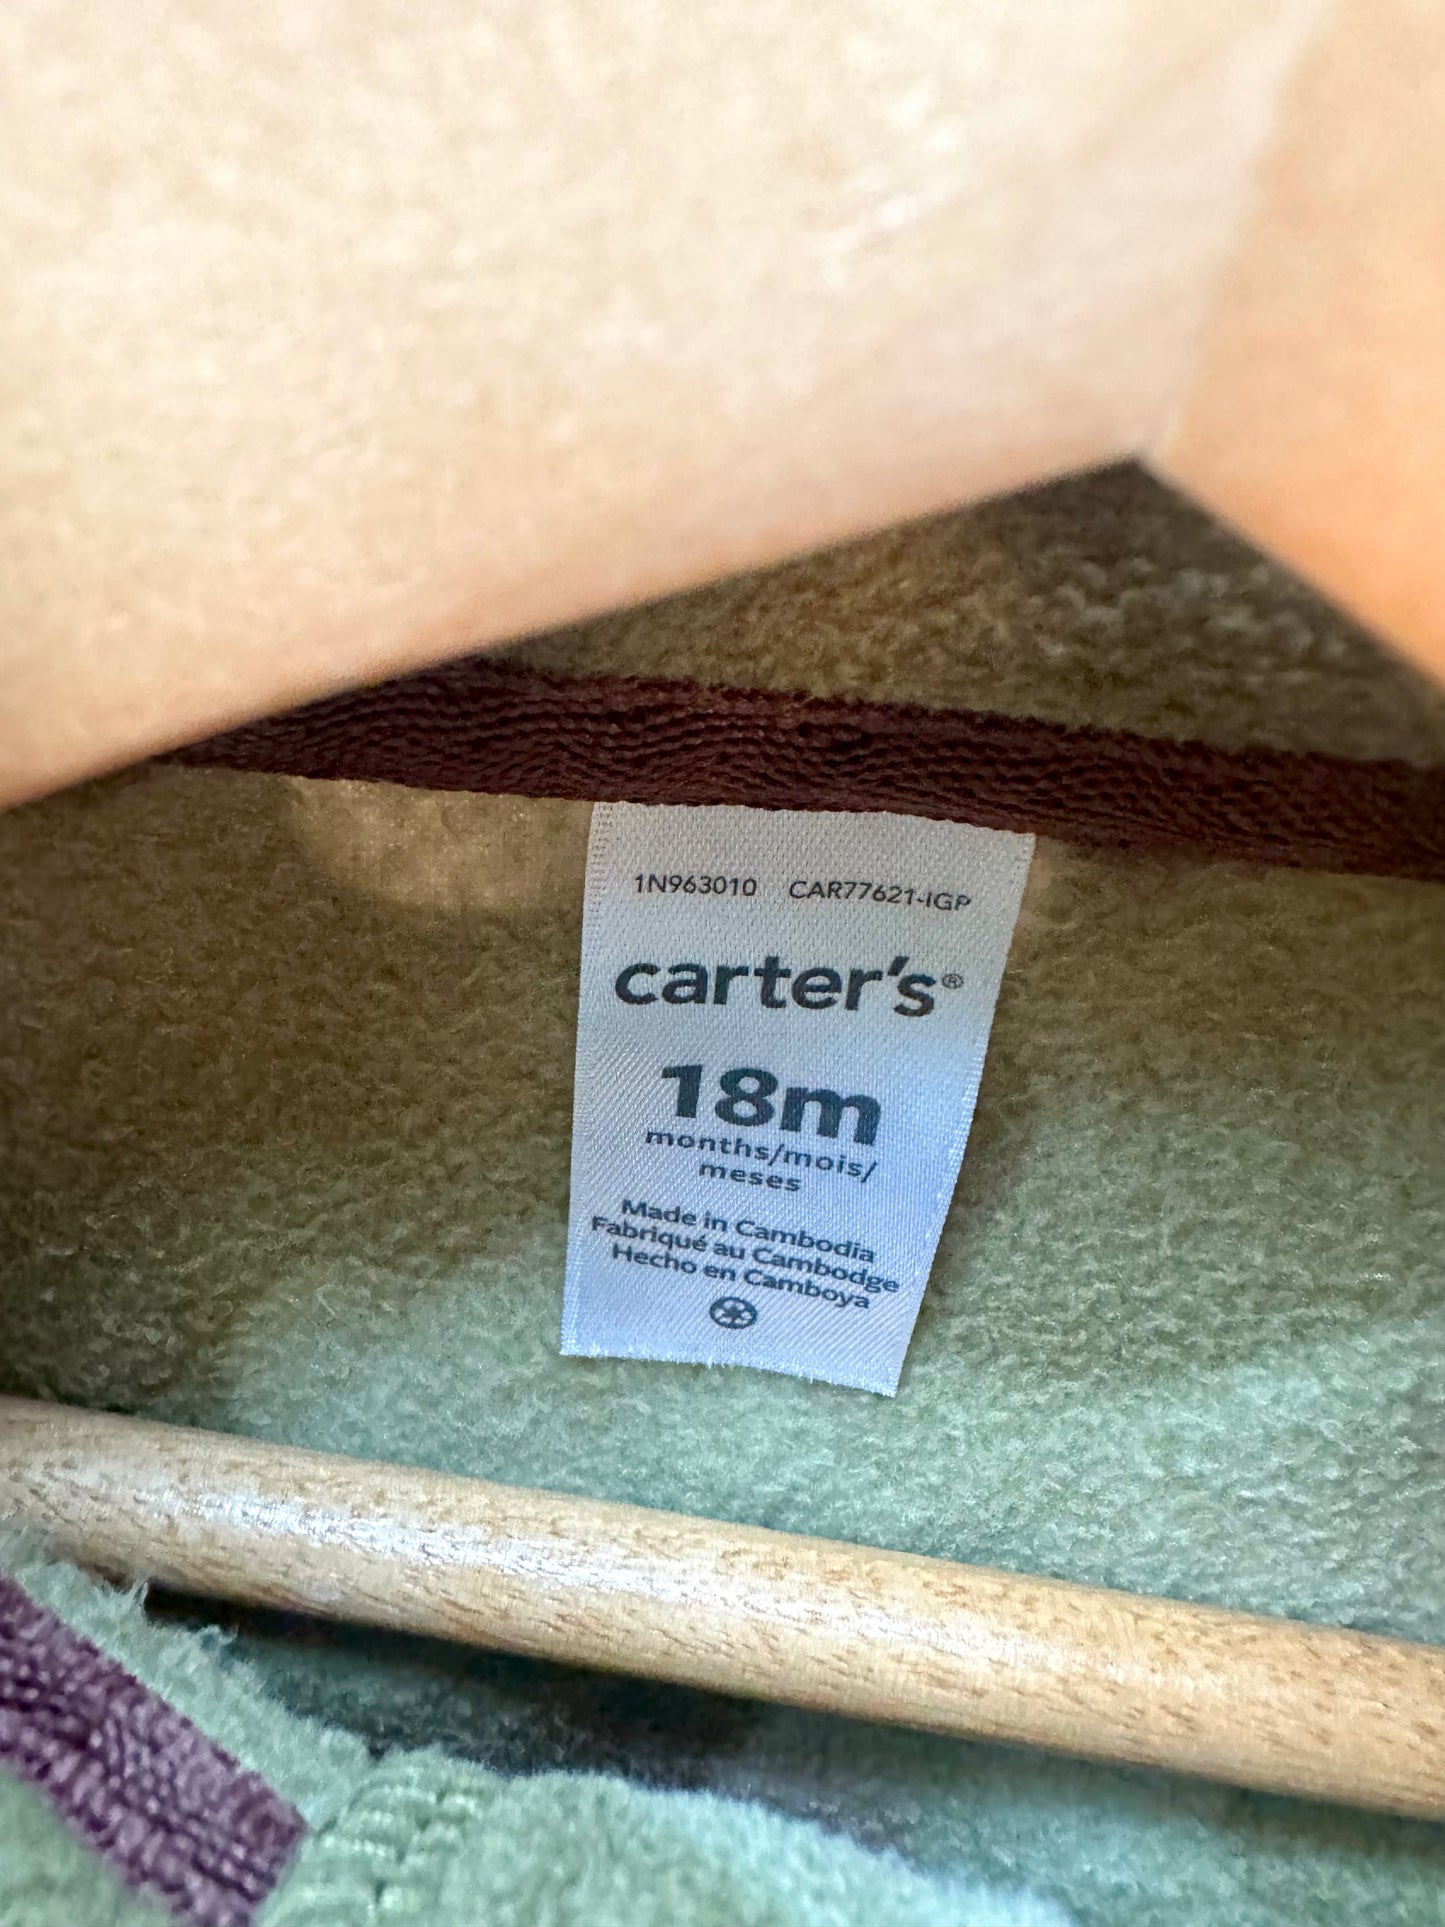 1N963010 CAR77621-IGP
carter's®
18m
months/mois/
meses
Made in Cambodia
Fabriqué au Cambodge
Hecho en Camboya